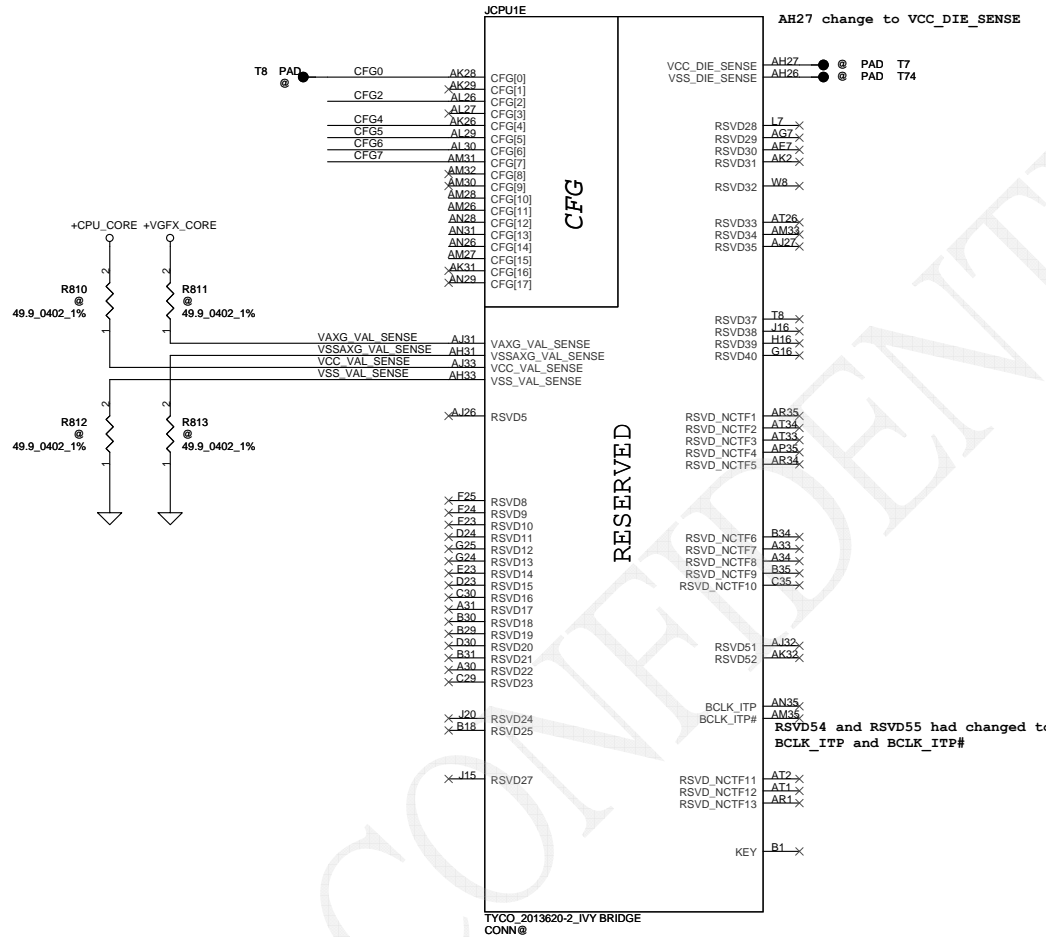 JCPU1E
AH27 change to VCC_DIE_SENSE
T8 PAD
@
CFG0 AK28 CFG[0]
AK29 CFG[1]
CFG2 AL26 CFG[2]
AL27 CFG[3]
CFG4 AK26 CFG[4]
CFG5 AL29 CFG[5]
CFG6 AL30 CFG[6]
CFG7 AM31 CFG[7]
AM32 CFG[8]
AM30 CFG[9]
AM28 CFG[10]
AM26 CFG[11]
AN28 CFG[12]
AN31 CFG[13]
AN26 CFG[14]
AM27 CFG[15]
AK31 CFG[16]
AN29 CFG[17]
CFG
VCC_DIE_SENSE AH27 @ PAD T7
VSS_DIE_SENSE AH26 @ PAD T74
RSVD28 L7
RSVD29 AG7
RSVD30 AE7
RSVD31 AK2
RSVD32 W8
RSVD33 AT26
RSVD34 AM33
RSVD35 AJ27
RSVD37 T8
RSVD38 J16
RSVD39 H16
RSVD40 G16
+CPU_CORE +VGFX_CORE
2 2
R810
@
49.9_0402_1%
1
R811
@
49.9_0402_1%
1
VAXG_VAL_SENSE AJ31 VAXG_VAL_SENSE
VSSAXG_VAL_SENSE AH31 VSSAXG_VAL_SENSE
VCC_VAL_SENSE AJ33 VCC_VAL_SENSE
VSS_VAL_SENSE AH33 VSS_VAL_SENSE
2 2
R812
@
49.9_0402_1%
1
R813
@
49.9_0402_1%
1
AJ26 RSVD5
RESERVED
RSVD_NCTF1 AR35
RSVD_NCTF2 AT34
RSVD_NCTF3 AT33
RSVD_NCTF4 AP35
RSVD_NCTF5 AR34
F25 RSVD8
F24 RSVD9
F23 RSVD10
D24 RSVD11
G25 RSVD12
G24 RSVD13
E23 RSVD14
D23 RSVD15
C30 RSVD16
A31 RSVD17
B30 RSVD18
B29 RSVD19
D30 RSVD20
B31 RSVD21
A30 RSVD22
C29 RSVD23
RSVD_NCTF6 B34
RSVD_NCTF7 A33
RSVD_NCTF8 A34
RSVD_NCTF9 B35
RSVD_NCTF10 C35
RSVD51 AJ32
RSVD52 AK32
J20 RSVD24
B18 RSVD25
BCLK_ITP AN35
BCLK_ITP# AM35
RSVD54 and RSVD55 had changed to
BCLK_ITP and BCLK_ITP#
J15 RSVD27
RSVD_NCTF11 AT2
RSVD_NCTF12 AT1
RSVD_NCTF13 AR1
KEY B1
TYCO_2013620-2_IVY BRIDGE
CONN@
CONFIDENT